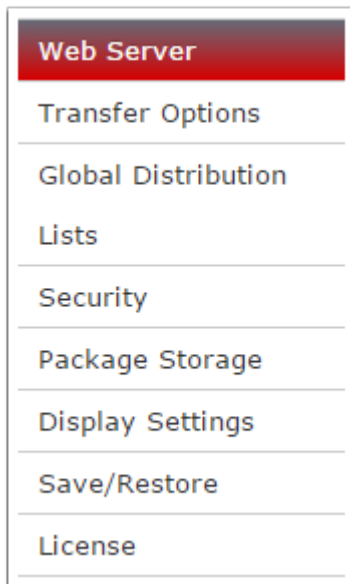 Web Server
Transfer Options
Global Distribution
Lists
Security
Package Storage
Display Settings
Save/Restore
License